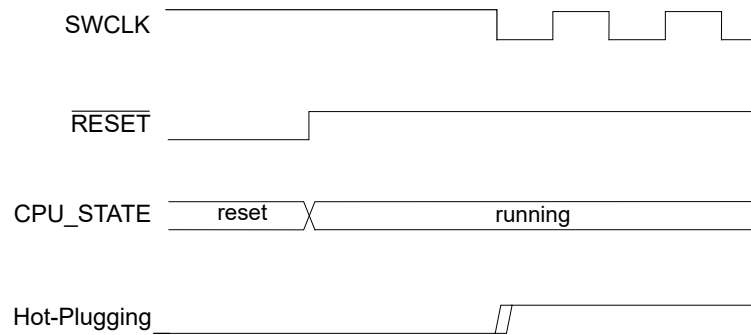 SWCLK
RESET
CPU_STATE
reset
running
Hot-Plugging